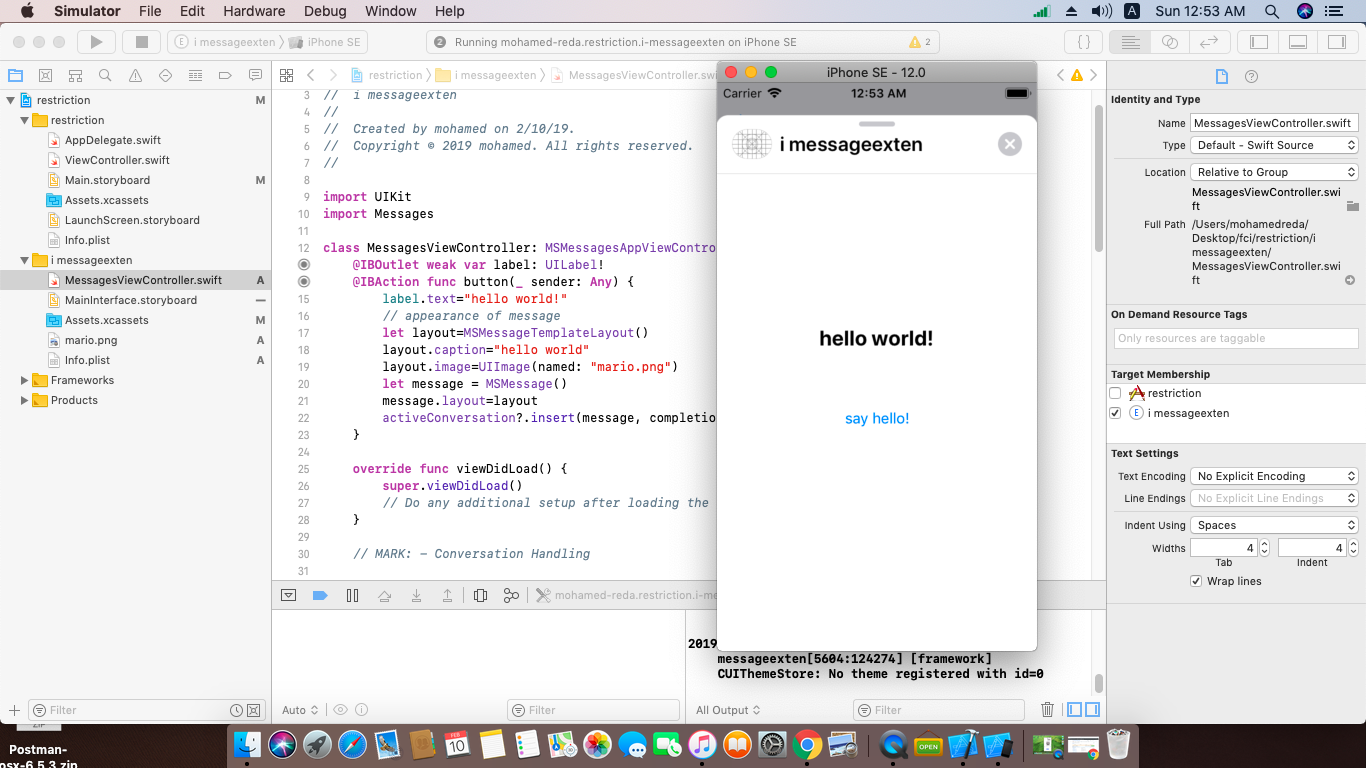 Simulator File Edit Hardware Debug Window Help A Sun 12:53 AM
i messageexten iPhone SE 2 Running mohamed-reda.restriction.i-messageexten on iPhone SE 2 {}
restriction i messageexten MessagesViewController.sw
restriction M
restriction
AppDelegate.swift
ViewController.swift
Main.storyboard M
Assets.xcassets
LaunchScreen.storyboard
Info.plist
i messageexten
MessagesViewController.swift A
MainInterface.storyboard —
Assets.xcassets M
mario.png A
Info.plist A
Frameworks
Products
Filter
3 // i messageexten
4 //
5 // Created by mohamed on 2/10/19.
6 // Copyright © 2019 mohamed. All rights reserved.
7 //
8
9 import UIKit
10 import Messages
11
12 class MessagesViewController: MSMessagesAppViewContro
@IBOutlet weak var label: UILabel!
@IBAction func button(_ sender: Any) {
15 label.text="hello world!"
16 // appearance of message
17 let layout=MSMessageTemplateLayout()
18 layout.caption="hello world"
19 layout.image=UIImage(named: "mario.png")
20 let message = MSMessage()
21 message.layout=layout
22 activeConversation?.insert(message, completio
23 }
24
25 override func viewDidLoad() {
26 super.viewDidLoad()
27 // Do any additional setup after loading the
28 }
29
30 // MARK: - Conversation Handling
31
mohamed-reda.restriction.i-me
2019
messageexten[5604:124274] [framework]
CUIThemeStore: No theme registered with id=0
Auto Filter All Output Filter
iPhone SE - 12.0
Carrier 12:53 AM
i messageexten
hello world!
say hello!
Identity and Type
Name MessagesViewController.swift
Type Default - Swift Source
Location Relative to Group
MessagesViewController.swi
ft
Full Path /Users/mohamedreda/
Desktop/fci/restriction/i
messageexten/
MessagesViewController.swi
ft
On Demand Resource Tags
Only resources are taggable
Target Membership
restriction
E i messageexten
Text Settings
Text Encoding No Explicit Encoding
Line Endings No Explicit Line Endings
Indent Using Spaces
Widths 4 4
Tab Indent
Wrap lines
ZIP
Postman-
osx-6.5.3.zip
FEB
10
OPEN